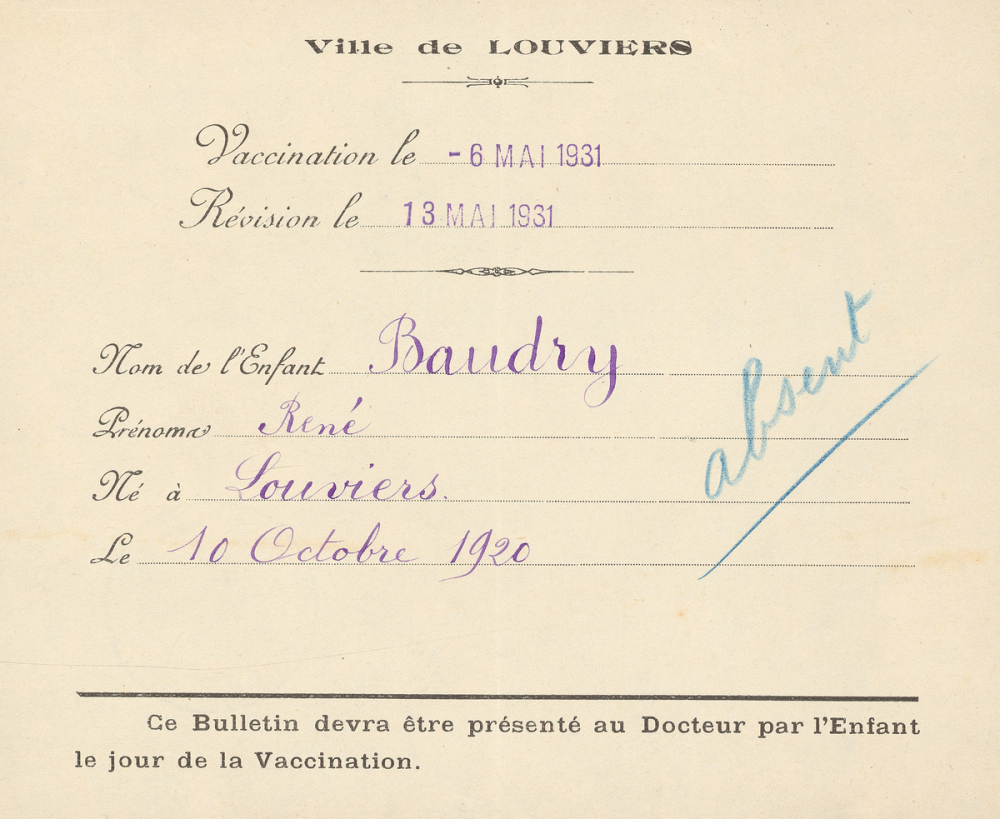 Ville de LOUVIERS
Vaccination le - 6 MAI 1931
Révision le 13 MAI 1931
Nom de l'Enfant Baudry
Prénoms René
Né à Louviers.
Le 10 Octobre 1920
absent
Ce Bulletin devra être présenté au Docteur par l'Enfant
le jour de la Vaccination.